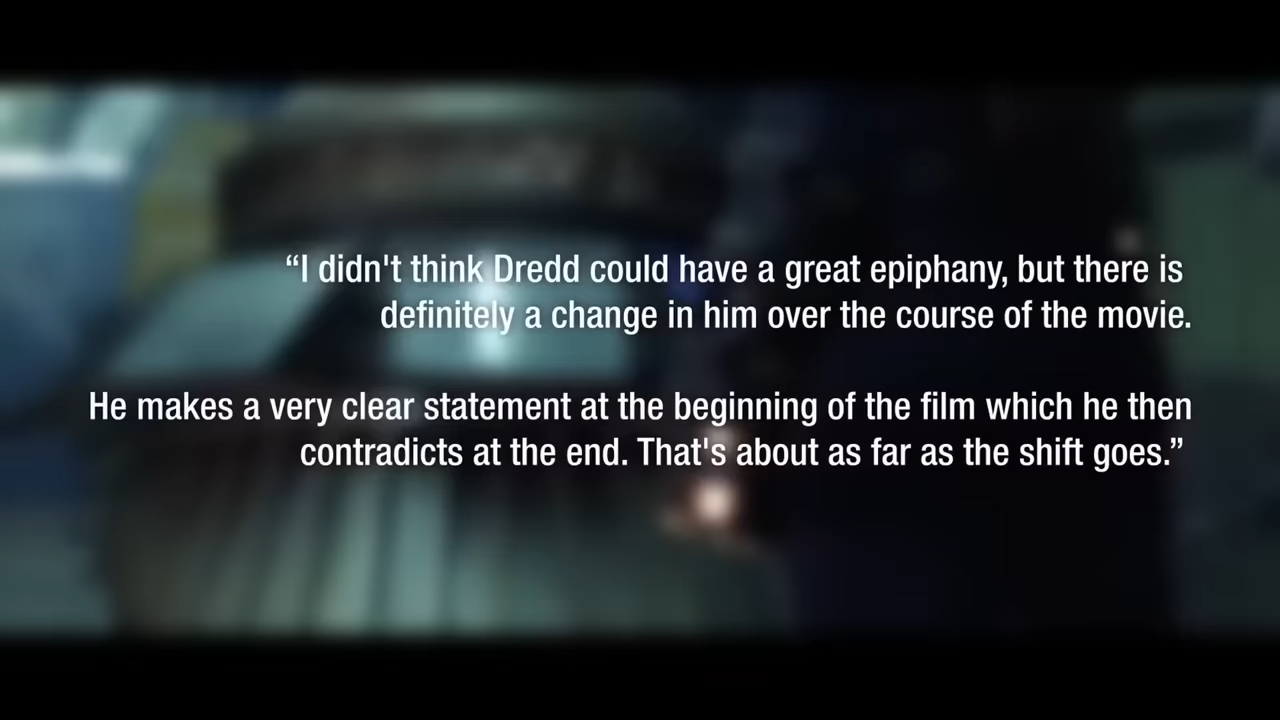 “I didn't think Dredd could have a great epiphany, but there is
definitely a change in him over the course of the movie.
He makes a very clear statement at the beginning of the film which he then
contradicts at the end. That's about as far as the shift goes.”